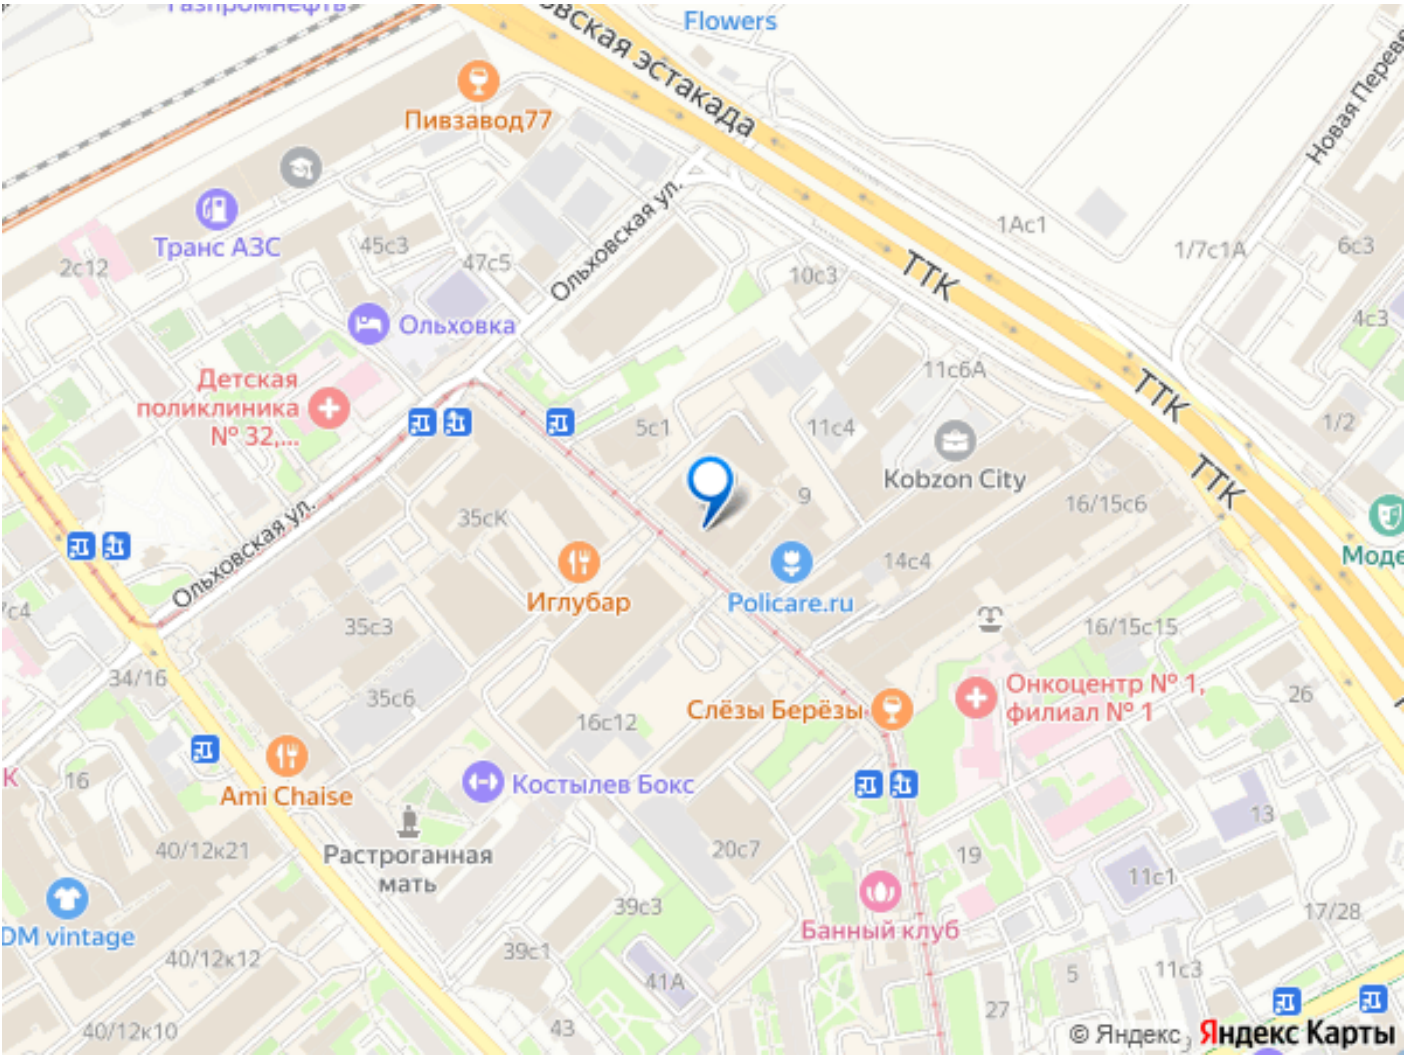 Газпромнефть
Flowers
овская эстакада
Новая Перев
Пивзавод77
Транс АЗС
2с12
45с3
47с5
Ольховская ул.
1Ас1
1/7с1А
6с3
10с3
ТТК
4с3
Ольховка
11с6А
ТТК
Детская
поликлиника
№ 32,...
5с1
11с4
1/2
Kobzon City
ТТК
9
16/15с6
35сК
Ольховская ул.
Моде
14с4
Иглубар
Policare.ru
7с4
35с3
16/15с15
34/16
35с6
Онкоцентр № 1,
филиал № 1
26
Слёзы Берёзы
16с12
К
16
Костылев Бокс
Ami Chaise
13
40/12к21
Растроганная
мать
20с7
19
11с1
39с3
17/28
DM vintage
Банный клуб
40/12к12
39с1
41А
5
11с3
27
43
40/12к10
© Яндекс
Яндекс Карты